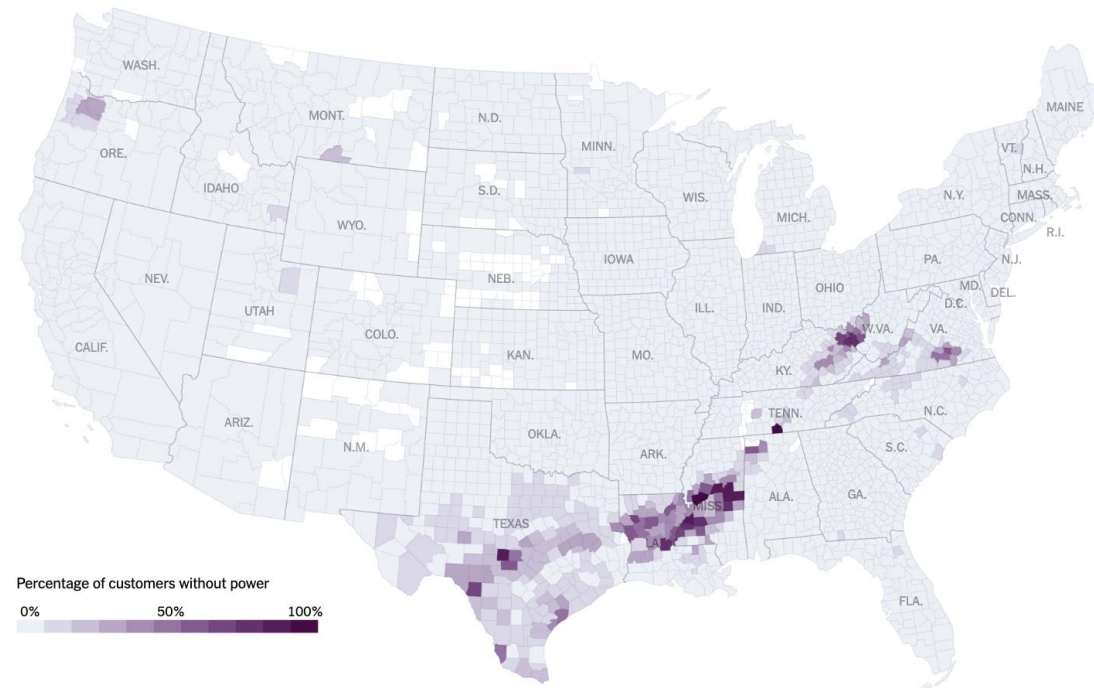 WASH.
MAINE
MONT.
N.D.
VT.
MINN.
ORE.
N.H.
IDAHO
S.D.
WIS.
N.Y.
MASS.
MICH.
CONN.
WYO.
R.I.
IOWA
PA.
N.J.
NEV.
NEB.
OHIO
MD.
DEL.
UTAH
ILL.
IND.
D.C.
COLO.
W.VA.
VA.
CALIF.
KAN.
MO.
KY.
ARIZ.
TENN.
N.C.
N.M.
OKLA.
ARK.
S.C.
MISS.
ALA.
GA.
TEXAS
LA.
FLA.
Percentage of customers without power
0% 50% 100%